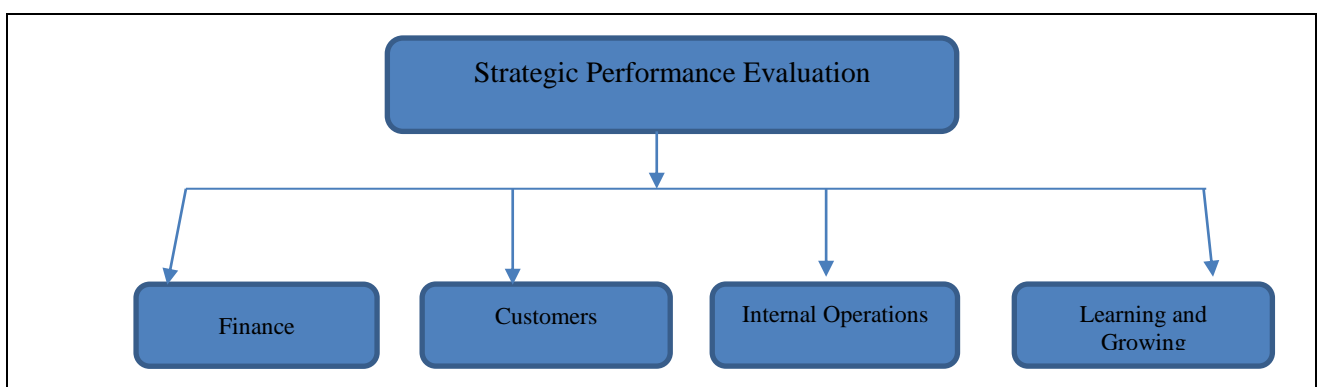 Strategic Performance Evaluation
Finance
Customers
Internal Operations
Learning and
Growing